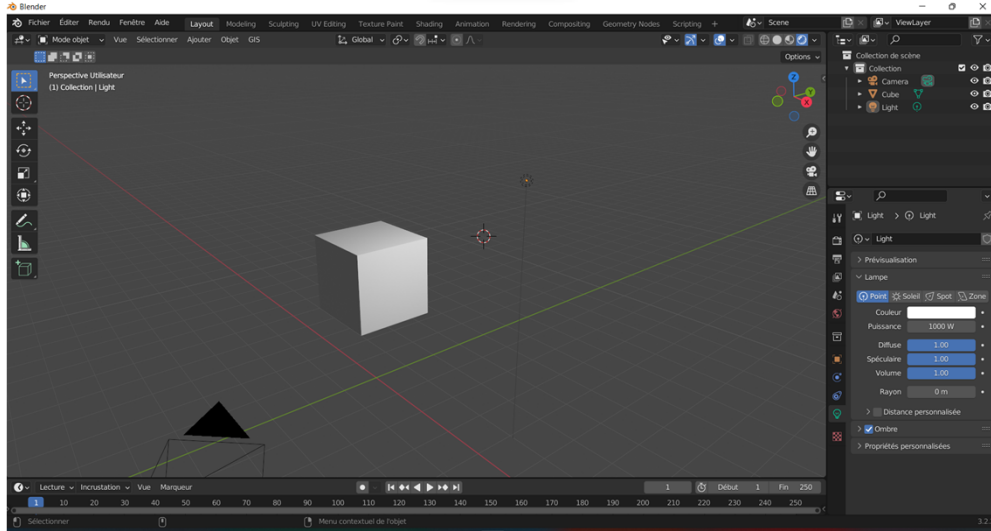 Blender
Fichier Éditer Rendu Fenêtre Aide Layout Modeling Sculpting UV Editing Texture Paint Shading Animation Rendering Compositing Geometry Nodes Scripting + Scene ViewLayer
Mode objet Vue Sélectionner Ajouter Objet GIS Global
Options
Perspective Utilisateur
(1) Collection | Light
Z
Y
X
Collection de scène
Collection
Camera
Cube
Light
Light > Light
Light
Prévisualisation
Lampe
Point Soleil Spot Zone
Couleur
Puissance 1000 W
Diffuse 1.00
Spéculaire 1.00
Volume 1.00
Rayon 0 m
Distance personnalisée
Ombre
Propriétés personnalisées
Lecture Incrustation Vue Marqueur 1 Début 1 Fin 250
1 10 20 30 40 50 60 70 80 90 100 110 120 130 140 150 160 170 180 190 200 210 220 230 240 250
Sélectionner Menu contextuel de l'objet